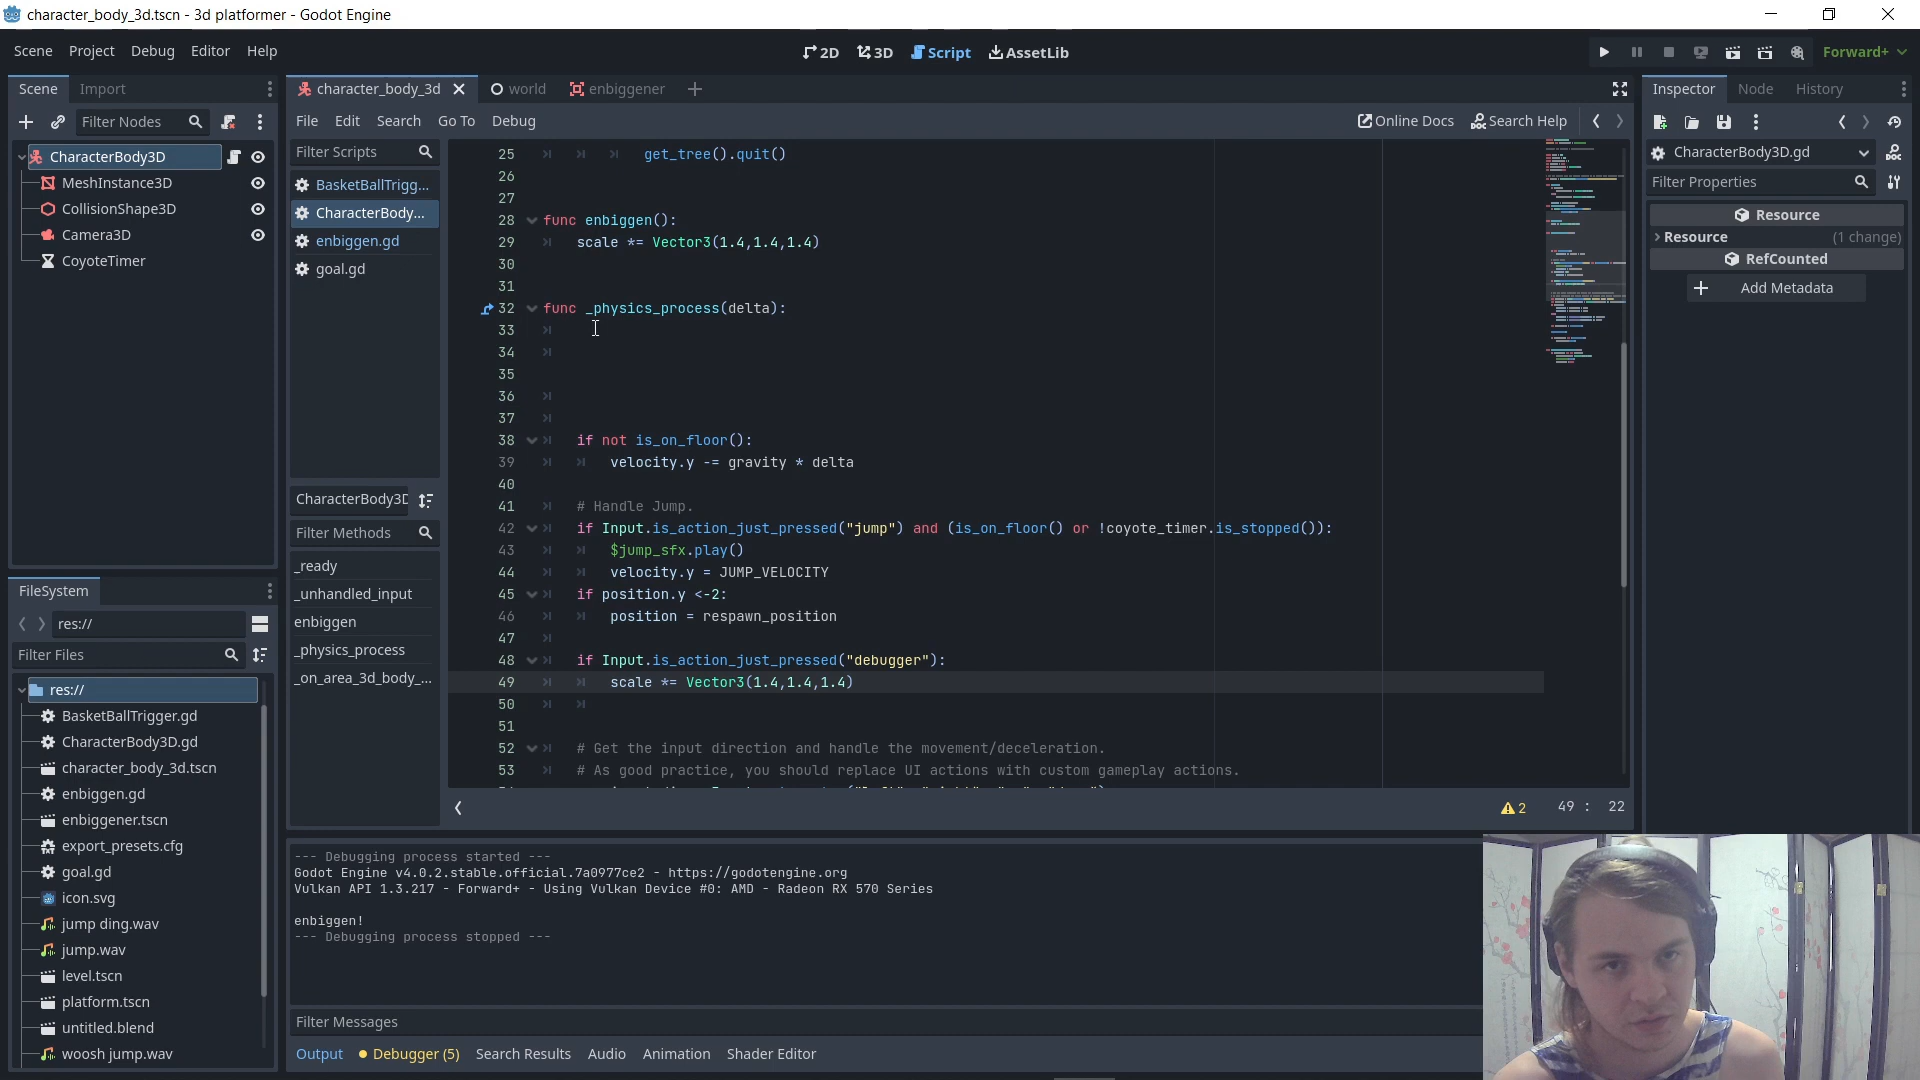 character_body_3d.tscn - 3d platformer - Godot Engine
Scene Project Debug Editor Help
2D 3D Script AssetLib
Forward+
Scene Import
Filter Nodes
CharacterBody3D
MeshInstance3D
CollisionShape3D
Camera3D
CoyoteTimer
FileSystem
res://
Filter Files
res://
BasketBallTrigger.gd
CharacterBody3D.gd
character_body_3d.tscn
enbiggen.gd
enbiggener.tscn
export_presets.cfg
goal.gd
icon.svg
jump ding.wav
jump.wav
level.tscn
platform.tscn
untitled.blend
woosh jump.wav
character_body_3d world enbiggener
File Edit Search Go To Debug
Online Docs Search Help
Filter Scripts
BasketBallTrigg...
CharacterBody...
enbiggen.gd
goal.gd
CharacterBody3D
Filter Methods
_ready
_unhandled_input
enbiggen
_physics_process
_on_area_3d_body_...
25 get_tree().quit()
26
27
28 func enbiggen():
29 scale *= Vector3(1.4,1.4,1.4)
30
31
32 func _physics_process(delta):
33
34
35
36
37
38 if not is_on_floor():
39 velocity.y -= gravity * delta
40
41 # Handle Jump.
42 if Input.is_action_just_pressed("jump") and (is_on_floor() or !coyote_timer.is_stopped()):
43 $jump_sfx.play()
44 velocity.y = JUMP_VELOCITY
45 if position.y <-2:
46 position = respawn_position
47
48 if Input.is_action_just_pressed("debugger"):
49 scale *= Vector3(1.4,1.4,1.4)
50
51
52 # Get the input direction and handle the movement/deceleration.
53 # As good practice, you should replace UI actions with custom gameplay actions.
2 49 : 22
--- Debugging process started ---
Godot Engine v4.0.2.stable.official.7a0977ce2 - https://godotengine.org
Vulkan API 1.3.217 - Forward+ - Using Vulkan Device #0: AMD - Radeon RX 570 Series
enbiggen!
--- Debugging process stopped ---
Filter Messages
Output Debugger (5) Search Results Audio Animation Shader Editor
Inspector Node History
CharacterBody3D.gd
Filter Properties
Resource
Resource (1 change)
RefCounted
Add Metadata